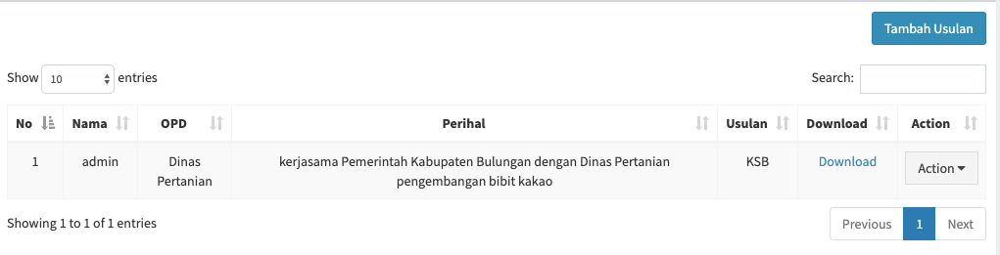 Tambah Usulan
Show 10 entries Search:
No Nama OPD Perihal Usulan Download Action
1 admin Dinas Pertanian kerjasama Pemerintah Kabupaten Bulungan dengan Dinas Pertanian pengembangan bibit kakao KSB Download Action
Showing 1 to 1 of 1 entries Previous 1 Next